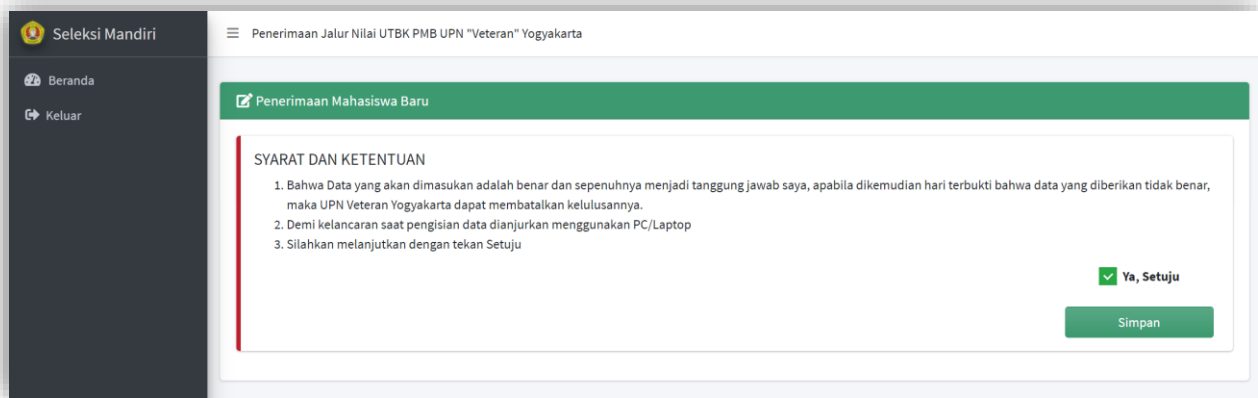 Seleksi Mandiri
Penerimaan Jalur Nilai UTBK PMB UPN "Veteran" Yogyakarta
Beranda
Keluar
Penerimaan Mahasiswa Baru
SYARAT DAN KETENTUAN
1. Bahwa Data yang akan dimasukan adalah benar dan sepenuhnya menjadi tanggung jawab saya, apabila dikemudian hari terbukti bahwa data yang diberikan tidak benar,
maka UPN Veteran Yogyakarta dapat membatalkan kelulusannya.
2. Demi kelancaran saat pengisian data dianjurkan menggunakan PC/Laptop
3. Silahkan melanjutkan dengan tekan Setuju
Ya, Setuju
Simpan